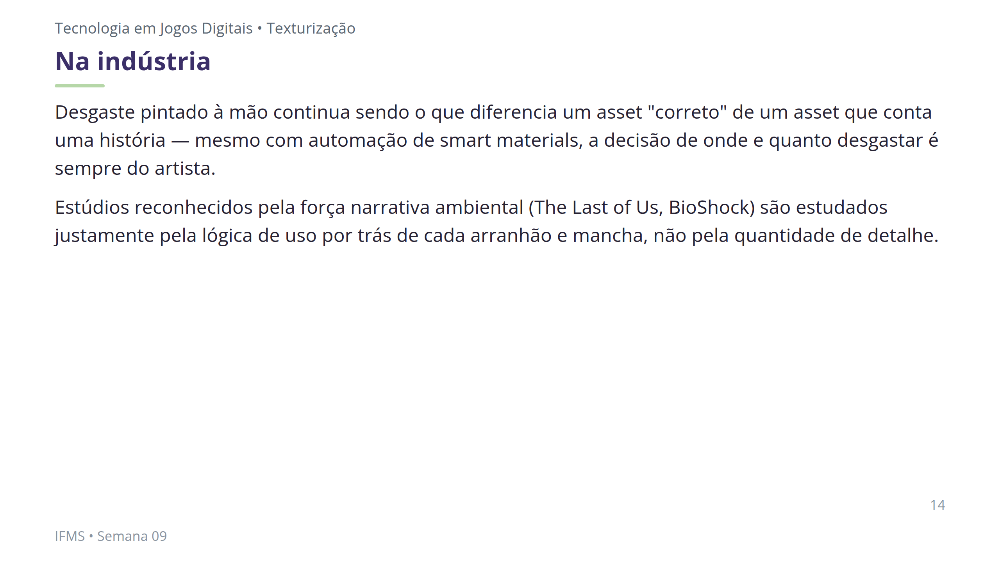 Tecnologia em Jogos Digitais • Texturização
Na indústria
Desgaste pintado à mão continua sendo o que diferencia um asset "correto" de um asset que conta
uma história — mesmo com automação de smart materials, a decisão de onde e quanto desgastar é
sempre do artista.
Estúdios reconhecidos pela força narrativa ambiental (The Last of Us, BioShock) são estudados
justamente pela lógica de uso por trás de cada arranhão e mancha, não pela quantidade de detalhe.
14
IFMS • Semana 09